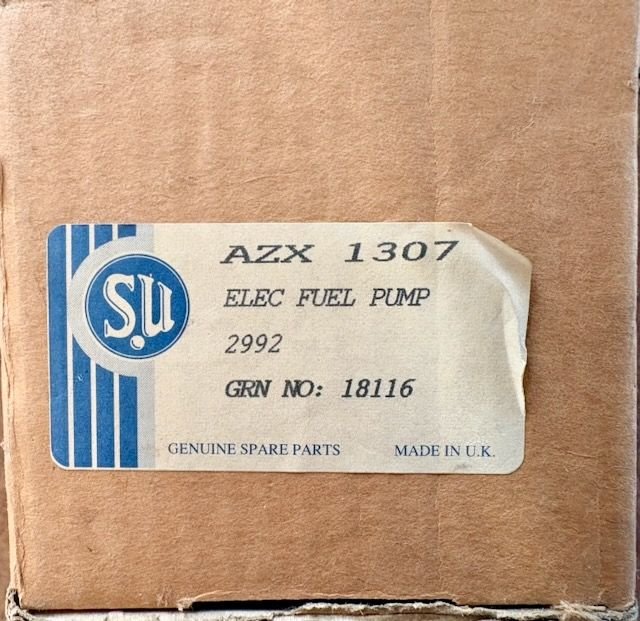 S.U
AZX 1307
ELEC FUEL PUMP
2992
GRN NO: 18116
GENUINE SPARE PARTS MADE IN U.K.